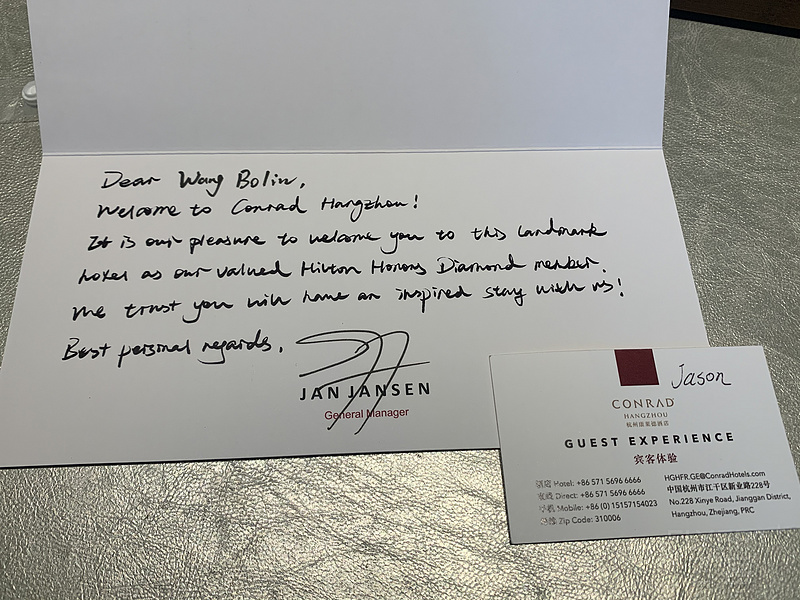 Dear Wang Bolin,
Welcome to Conrad Hangzhou!
It is our pleasure to welcome you to this landmark
hotel as our valued Hilton Honors Diamond member.
We trust you will have an inspired stay with us!
Best personal regards,
JAN JANSEN
General Manager
Jason
CONRAD
HANGZHOU
杭州康莱德酒店
GUEST EXPERIENCE
宾客体验
酒店 Hotel: +86 571 5696 6666
直线 Direct: +86 571 5696 6666
手机 Mobile: +86 (0) 15157154023
邮编 Zip Code: 310006
HGHFR.GE@ConradHotels.com
中国杭州市江干区新业路228号
No.228 Xinye Road, Jianggan District,
Hangzhou, Zhejiang, PRC